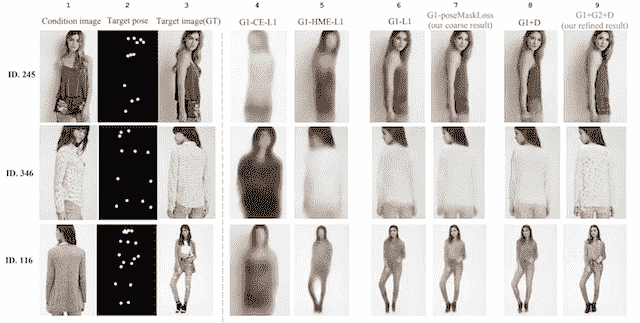 1 2 3 4 5 6 7 8 9
Condition image Target pose Target image(GT) G1-CE-L1 G1-HME-L1 G1-L1 G1-poseMaskLoss G1+D G1+G2+D
(our coarse result) (our refined result)
ID. 245
ID. 346
ID. 116